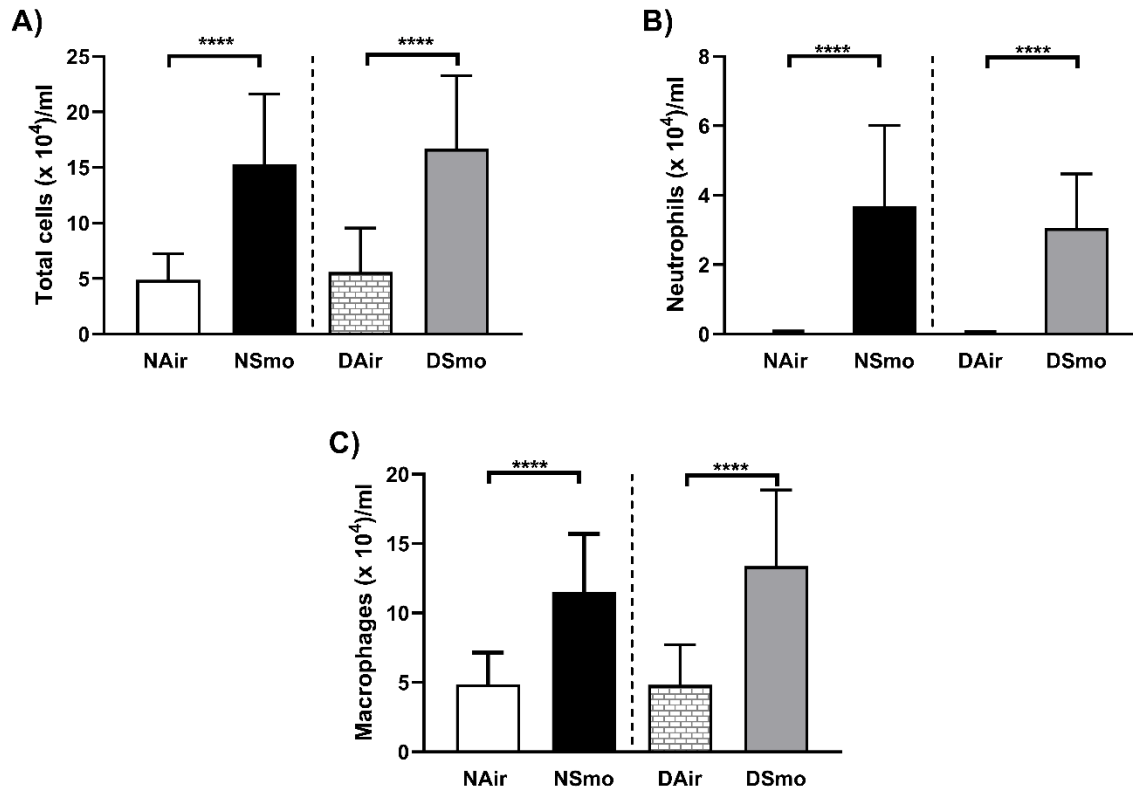 A)
Total cells (x 10⁴)/ml
25
20
15
10
5
0
****
****
NAir NSmo DAir DSmo
B)
Neutrophils (x 10⁴)/ml
8
6
4
2
0
****
****
NAir NSmo DAir DSmo
C)
Macrophages (x 10⁴)/ml
20
15
10
5
0
****
****
NAir NSmo DAir DSmo